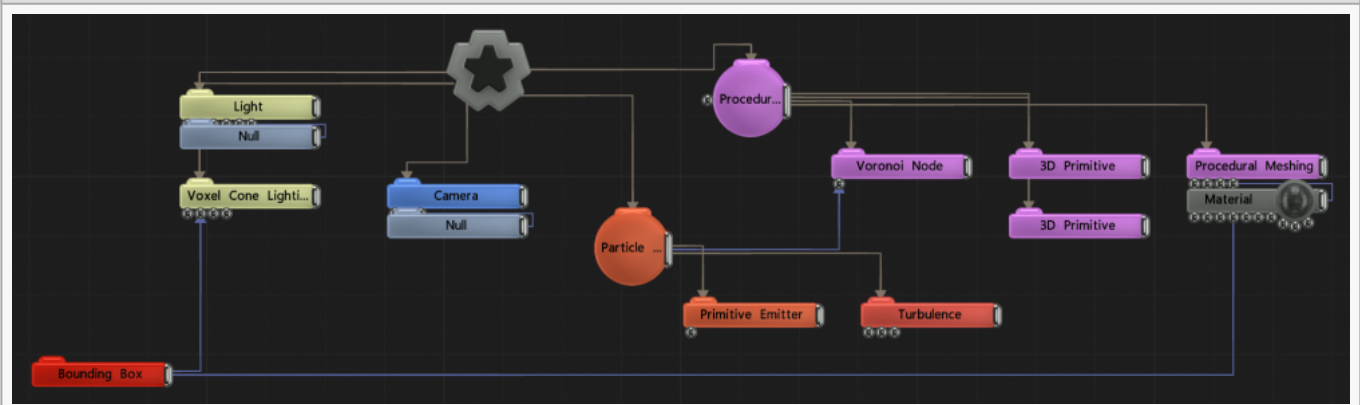 Light
Procedur...
Null
Voronoi Node
3D Primitive
Procedural Meshing
Voxel Cone Lighti...
Camera
Material
Null
3D Primitive
Particle ...
Primitive Emitter
Turbulence
Bounding Box